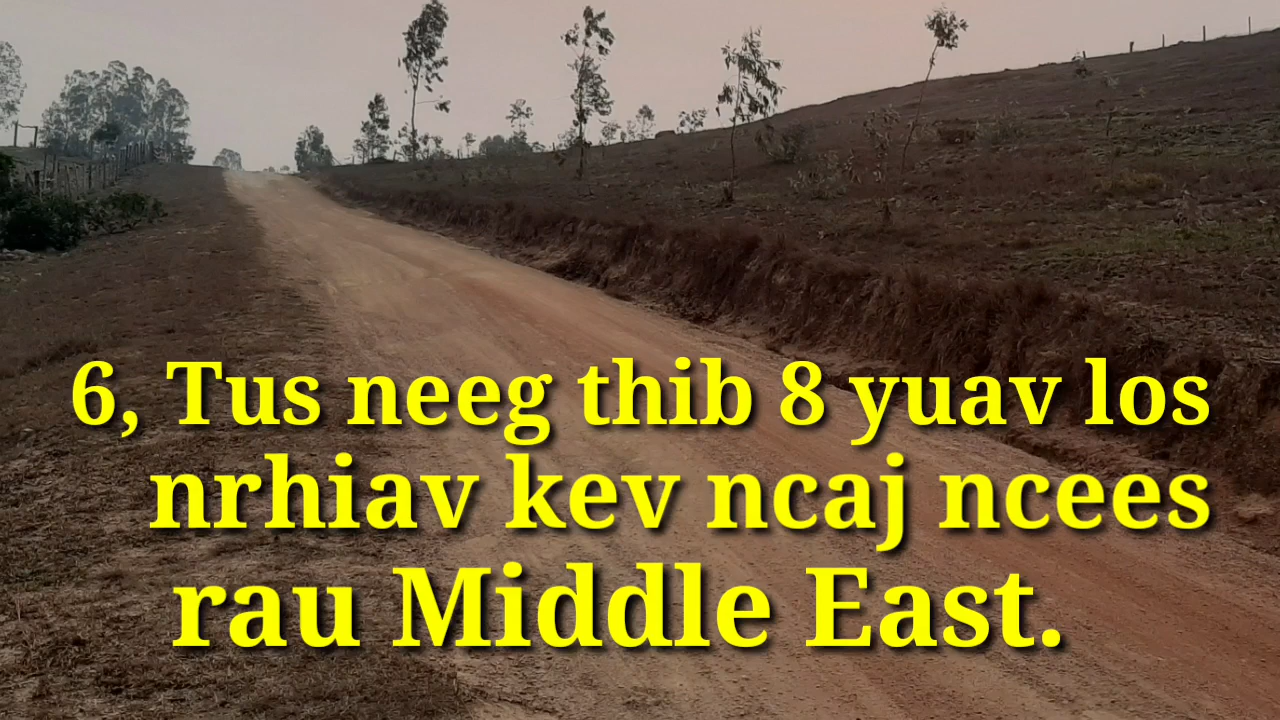 6, Tus neeg thib 8 yuav los
nrhiav kev ncaj ncees
rau Middle East.